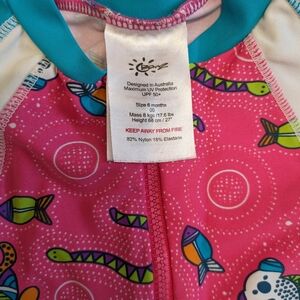 Designed in Australia
Maximum UV Protection
UPF 50+
Size 6 months
00
Mass 8 kgs /17.6 lbs
Height 68 cm / 27"
KEEP AWAY FROM FIRE
82% Nylon 18% Elastane